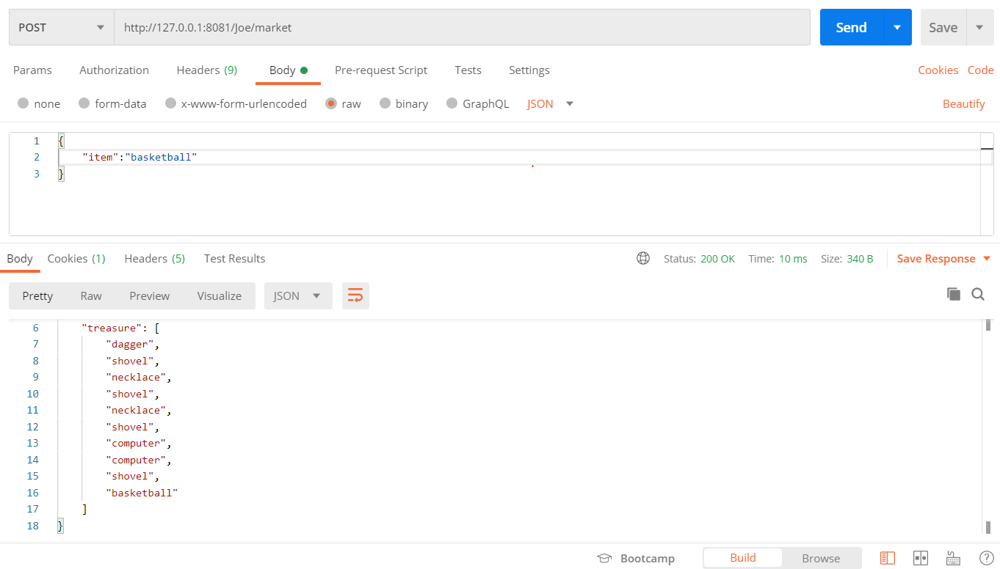 POST http://127.0.0.1:8081/Joe/market Send Save
Params Authorization Headers (9) Body Pre-request Script Tests Settings Cookies Code
none form-data x-www-form-urlencoded raw binary GraphQL JSON Beautify
1 {
2 "item":"basketball"
3 }
Body Cookies (1) Headers (5) Test Results Status: 200 OK Time: 10 ms Size: 340 B Save Response
Pretty Raw Preview Visualize JSON
6 "treasure": [
7 "dagger",
8 "shovel",
9 "necklace",
10 "shovel",
11 "necklace",
12 "shovel",
13 "computer",
14 "computer",
15 "shovel",
16 "basketball"
17 ]
18 }
Bootcamp Build Browse ?